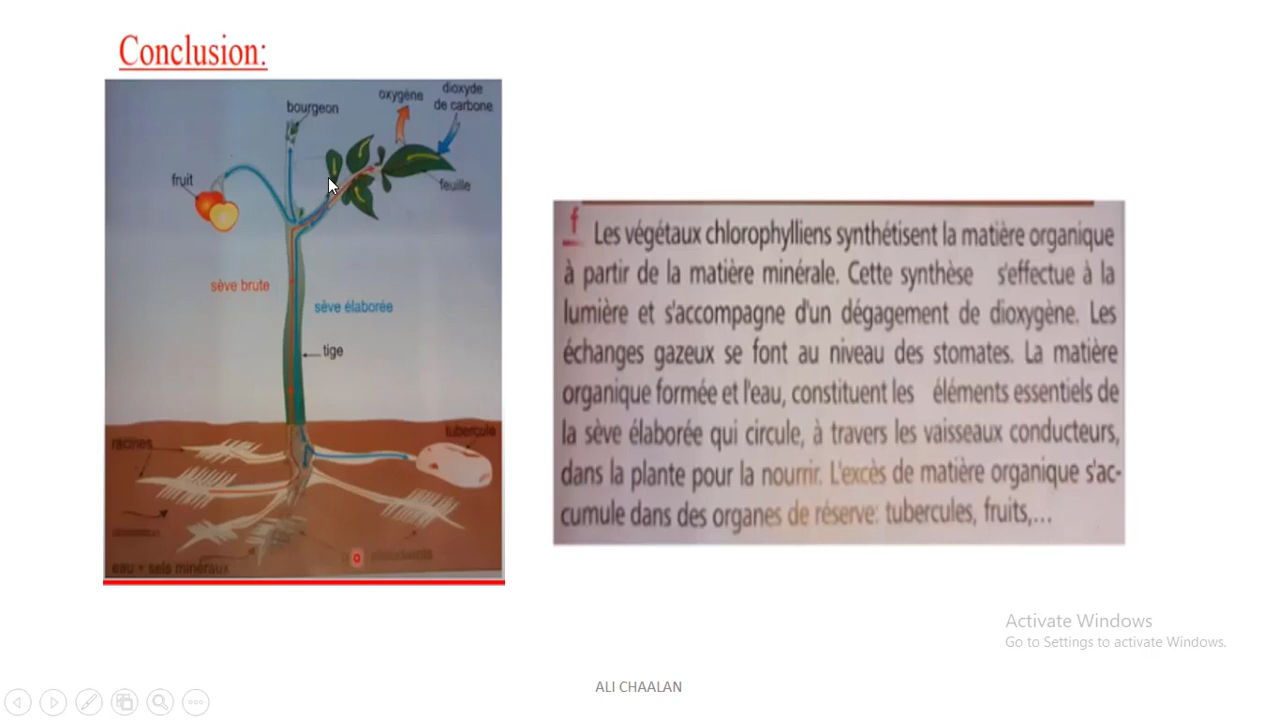 Conclusion:
bourgeon
oxygène
dioxyde
de carbone
fruit
feuille
sève brute
sève élaborée
tige
racines
tubercule
eau + sels minéraux
f
Les végétaux chlorophylliens synthétisent la matière organique
à partir de la matière minérale. Cette synthèse s'effectue à la
lumière et s'accompagne d'un dégagement de dioxygène. Les
échanges gazeux se font au niveau des stomates. La matière
organique formée et l'eau, constituent les éléments essentiels de
la sève élaborée qui circule, à travers les vaisseaux conducteurs,
dans la plante pour la nourrir. L'excès de matière organique s'ac-
cumule dans des organes de réserve: tubercules, fruits,...
Activate Windows
Go to Settings to activate Windows.
ALI CHAALAN